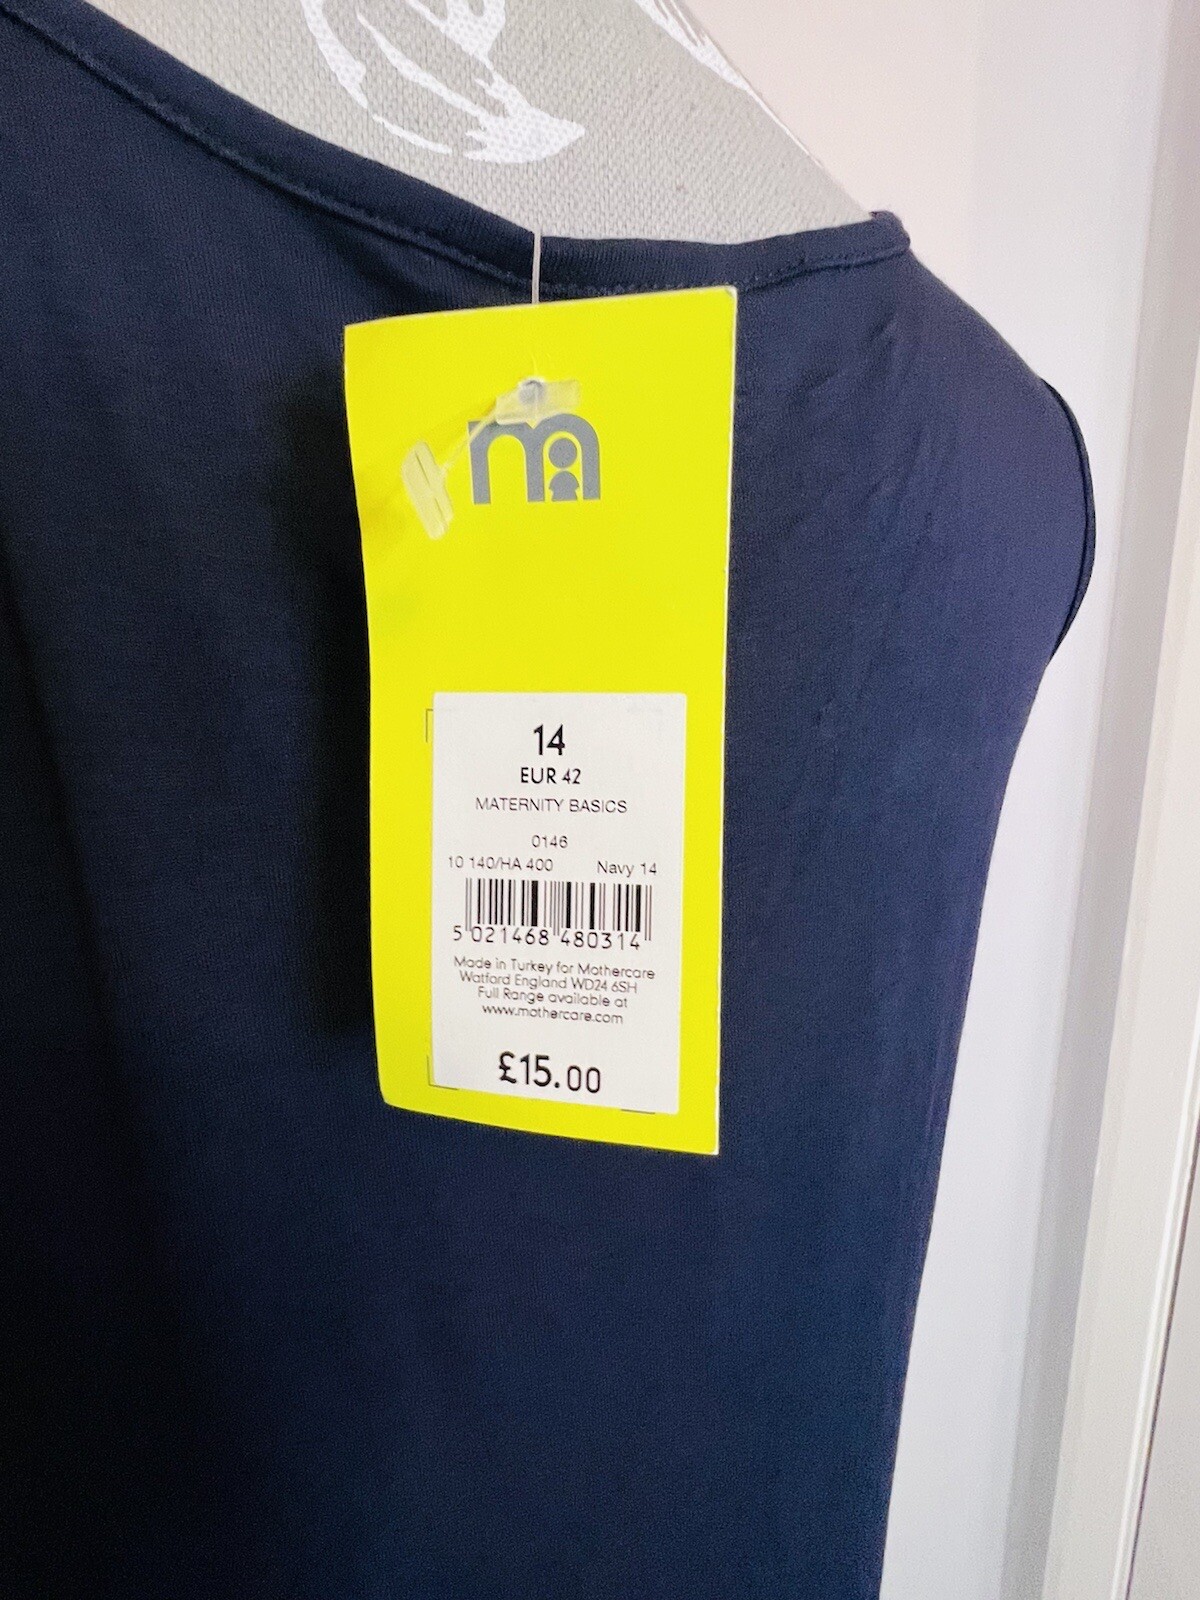 14
EUR 42
MATERNITY BASICS
0146
10 140/HA 400 Navy 14
5 021468 480314
Made in Turkey for Mothercare
Watford England WD24 6SH
Full Range available at
www.mothercare.com
£15.00